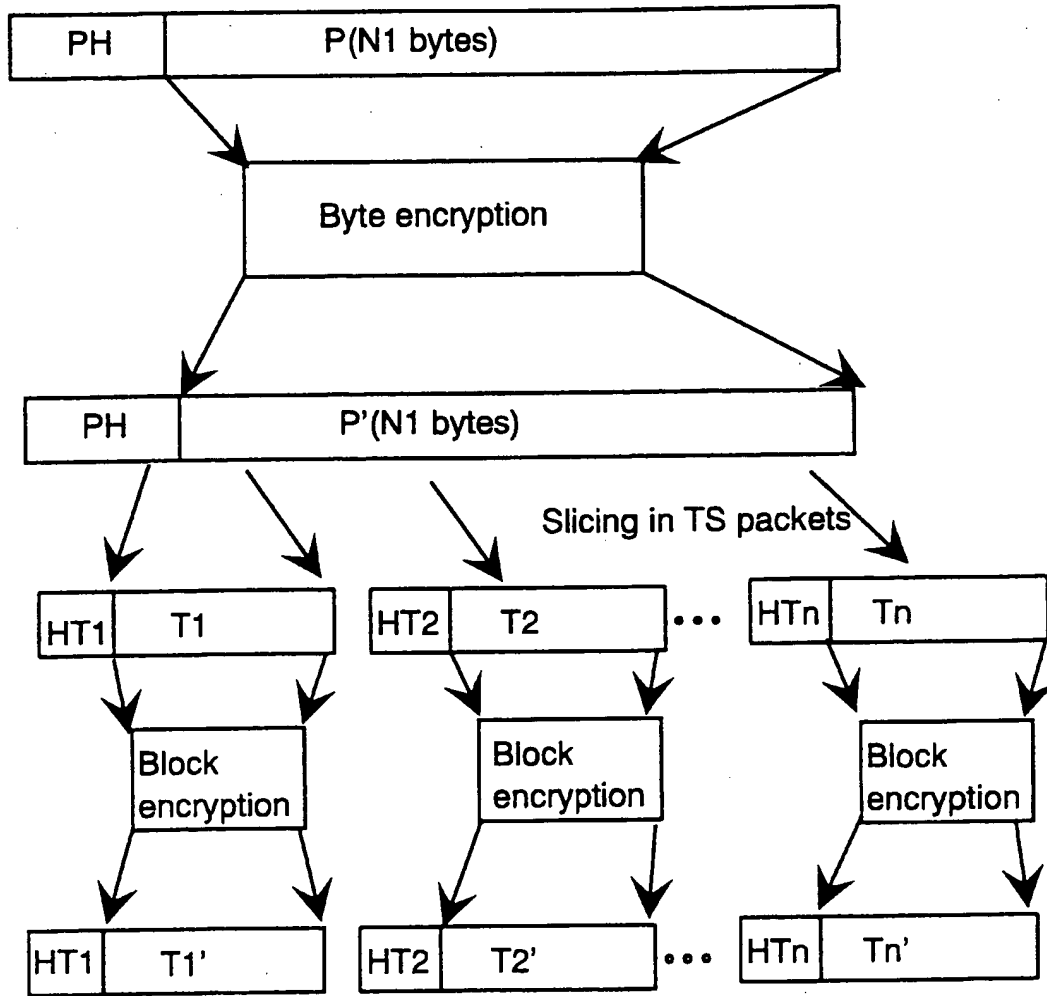 PH P(N1 bytes)
Byte encryption
PH P'(N1 bytes)
Slicing in TS packets
HT1 T1 HT2 T2 HTn Tn
Block
encryption
Block
encryption
Block
encryption
HT1 T1' HT2 T2' HTn Tn'